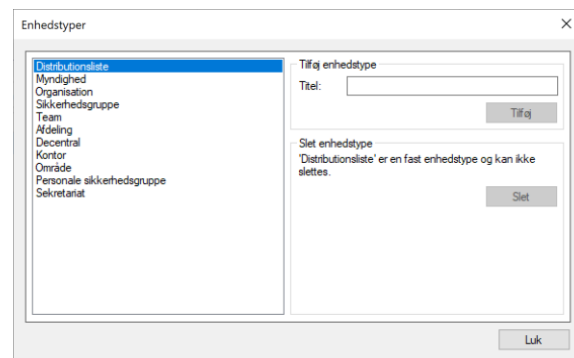 Enhedstyper
Distributionsliste
Myndighed
Organisation
Sikkerhedsgruppe
Team
Afdeling
Decentral
Kontor
Område
Personale sikkerhedsgruppe
Sekretariat
Tilføj enhedstype
Titel:
Tilføj
Slet enhedstype
'Distributionsliste' er en fast enhedstype og kan ikke
slettes.
Slet
Luk